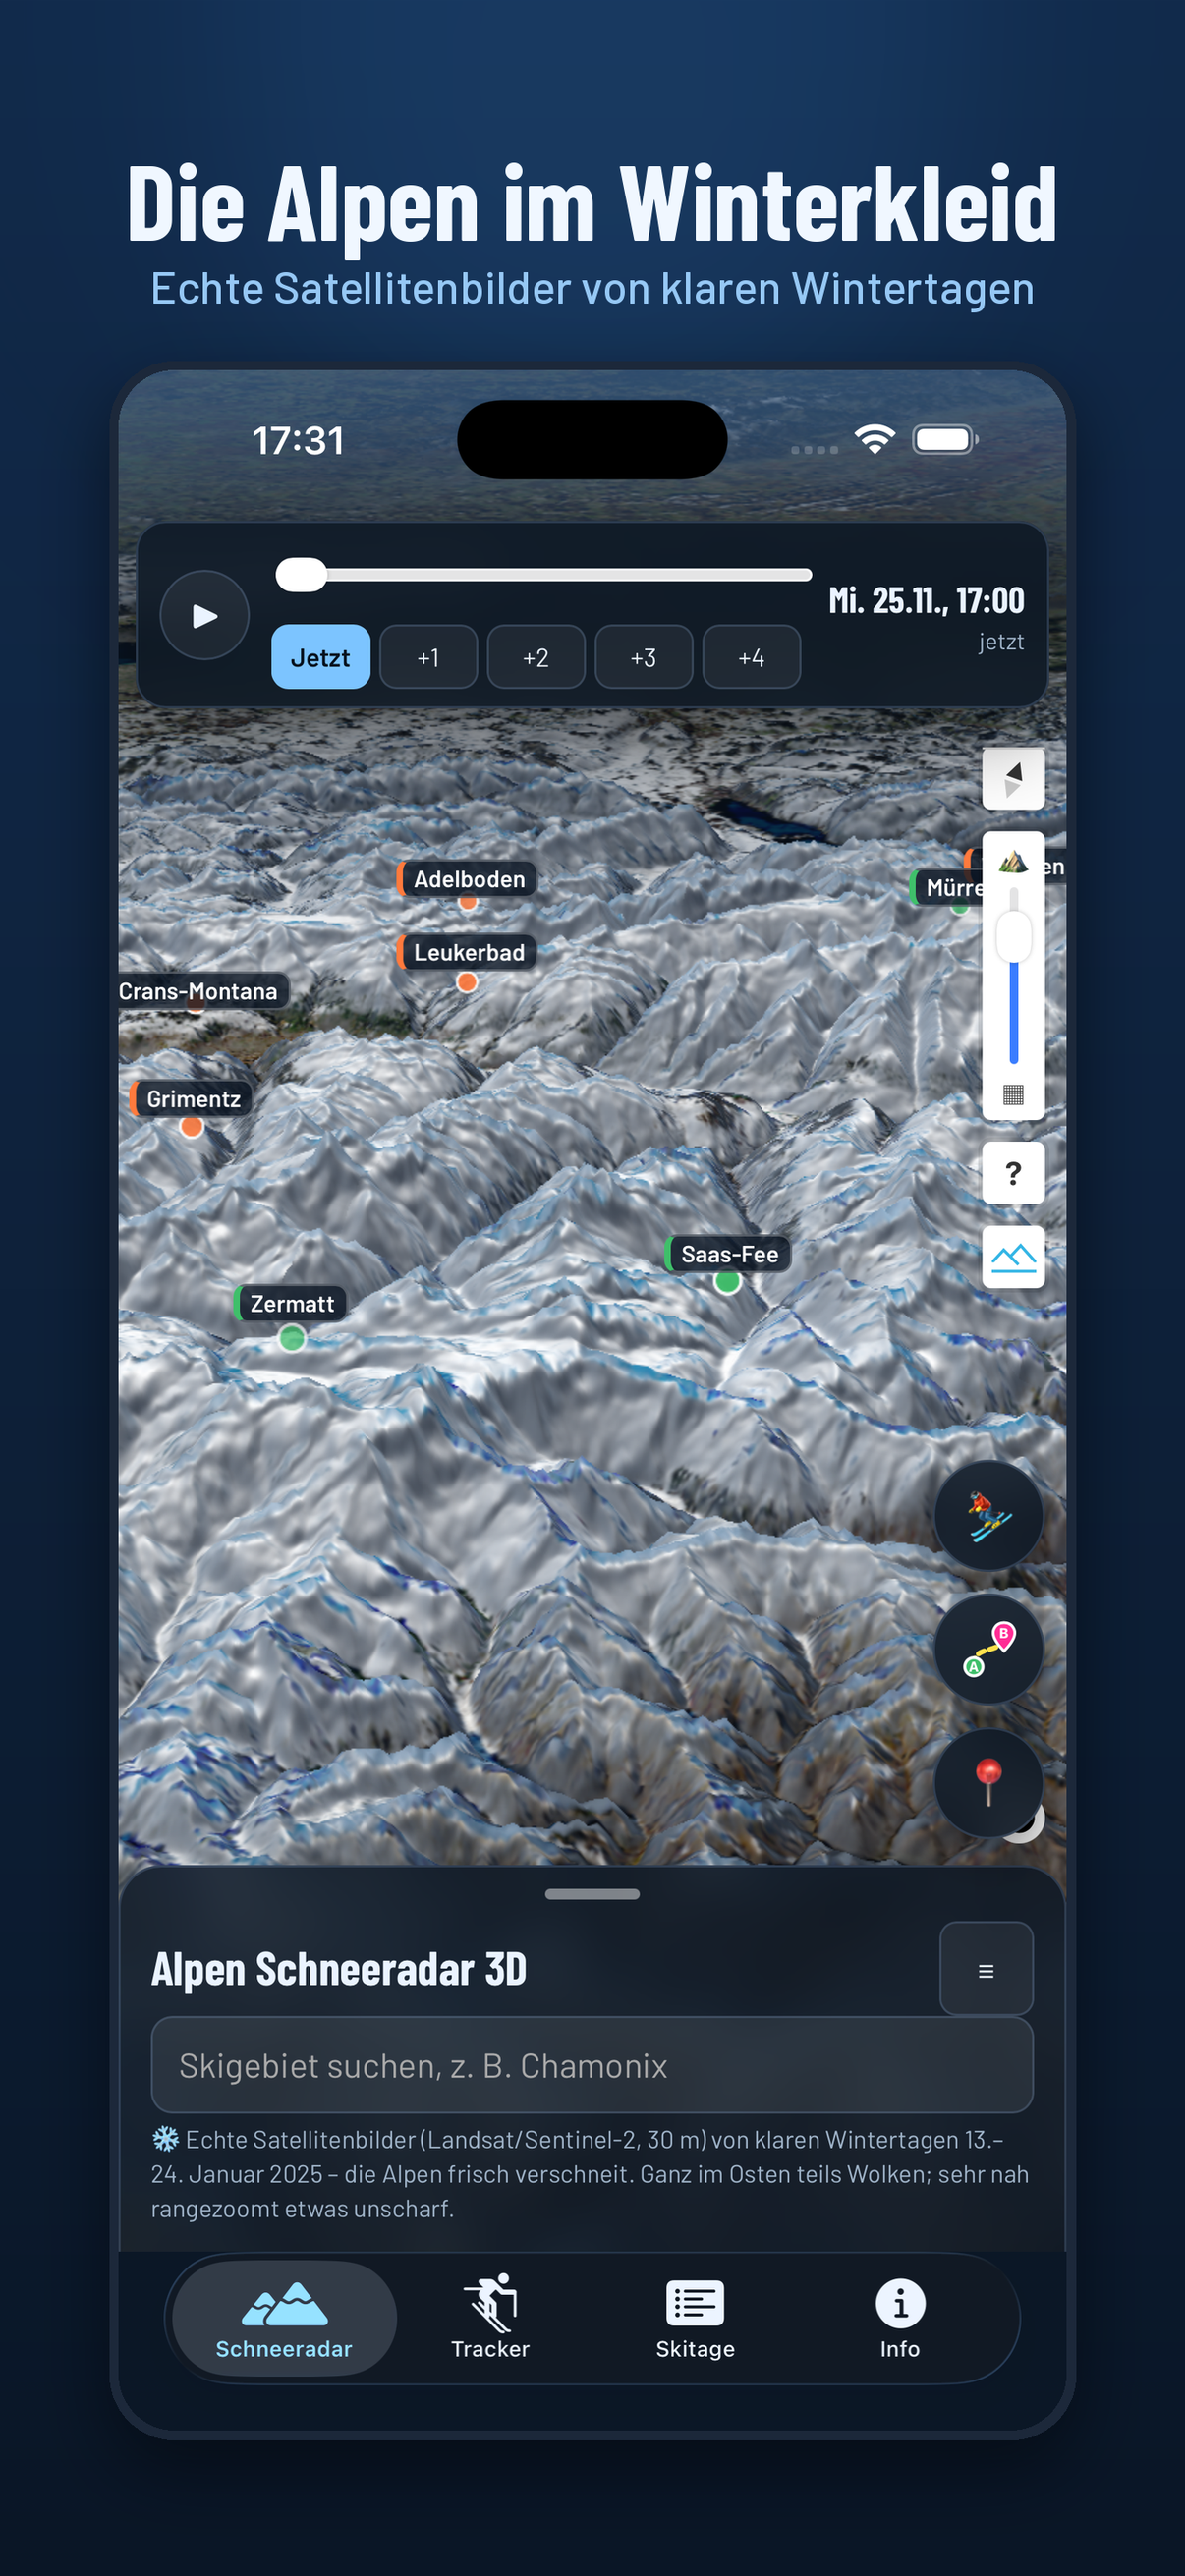 Die Alpen im Winterkleid
Echte Satellitenbilder von klaren Wintertagen
17:31
Mi. 25.11., 17:00
jetzt
Jetzt +1 +2 +3 +4
Adelboden
Mürre
en
Leukerbad
Crans-Montana
Grimentz
?
Saas-Fee
Zermatt
B
A
Alpen Schneeradar 3D
Skigebiet suchen, z. B. Chamonix
Echte Satellitenbilder (Landsat/Sentinel-2, 30 m) von klaren Wintertagen 13.–
24. Januar 2025 – die Alpen frisch verschneit. Ganz im Osten teils Wolken; sehr nah
rangezoomt etwas unscharf.
Schneeradar Tracker Skitage Info